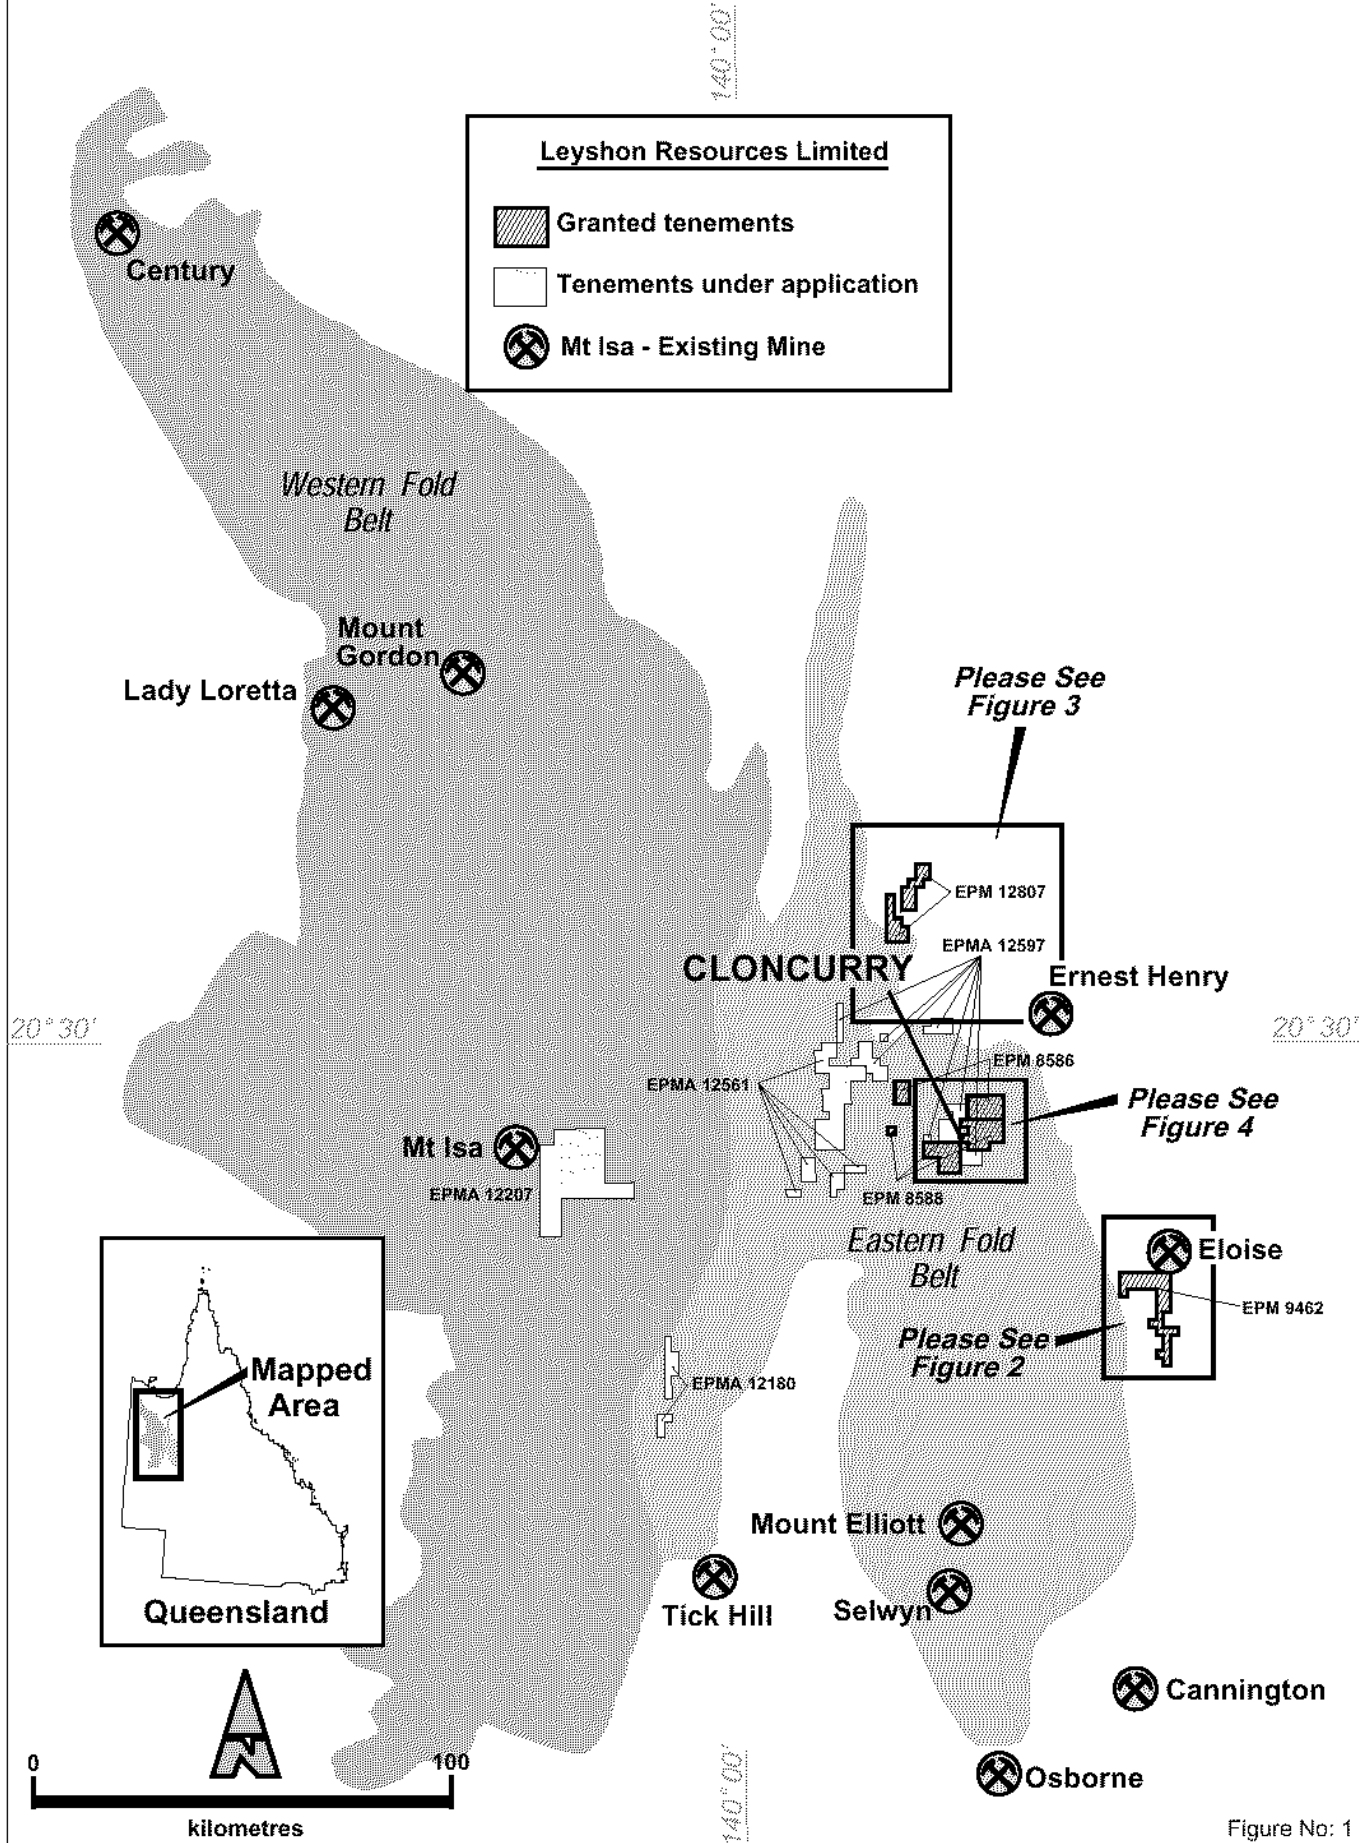 140°00'
Leyshon Resources Limited
Granted tenements
Tenements under application
Mt Isa - Existing Mine
Century
Western Fold
Belt
Mount
Gordon
Lady Loretta
Please See
Figure 3
EPM 12807
EPMA 12597
CLONCURRY
Ernest Henry
20°30'
20°30'
EPM 8586
EPMA 12561
Please See
Figure 4
Mt Isa
EPMA 12207
EPM 8588
Eastern Fold
Belt
Eloise
EPM 9462
Please See
Figure 2
Mapped
Area
EPMA 12180
Mount Elliott
Queensland
Tick Hill
Selwyn
Cannington
0
100
kilometres
140°00'
Osborne
Figure No: 1